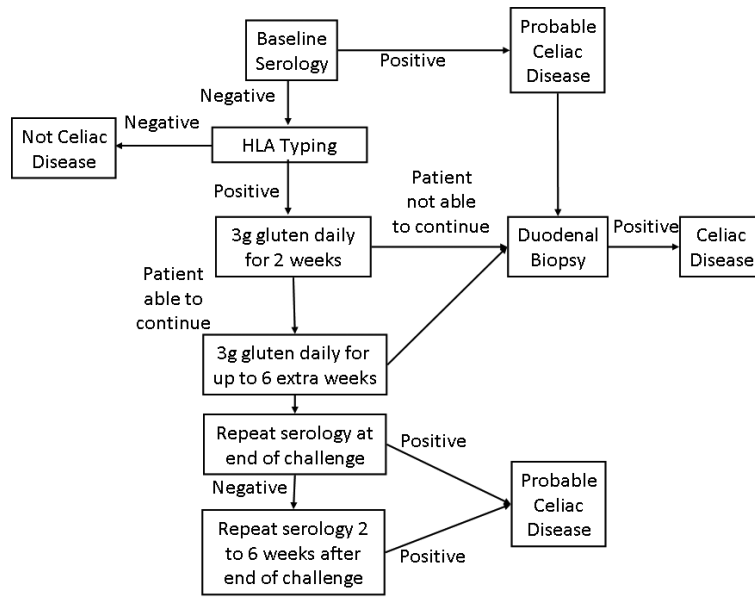 Baseline
Serology
Positive
Probable
Celiac
Disease
Negative
Negative
Not Celiac
Disease
HLA Typing
Positive
Patient
not able
to continue
3g gluten daily
for 2 weeks
Duodenal
Biopsy
Positive
Celiac
Disease
Patient
able to
continue
3g gluten daily for
up to 6 extra weeks
Repeat serology at
end of challenge
Positive
Negative
Probable
Celiac
Disease
Repeat serology 2
to 6 weeks after
end of challenge
Positive